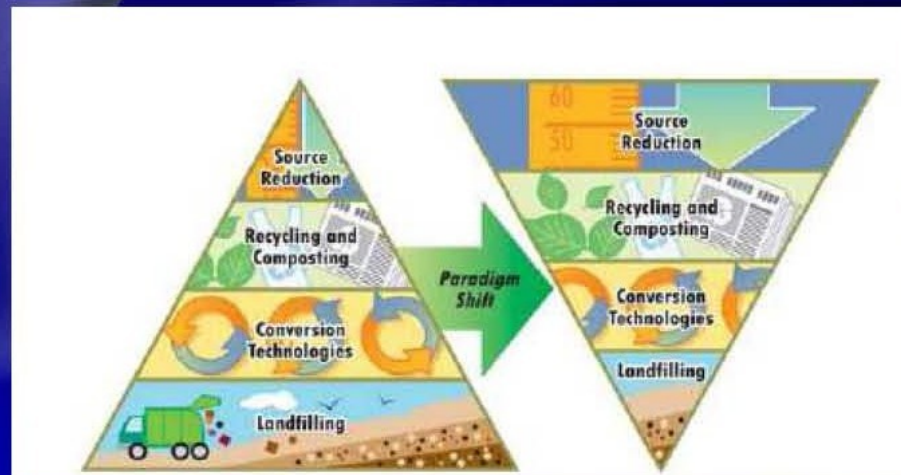 Source
Reduction
Recycling and
Composting
Conversion
Technologies
Landfilling
Paradigm
Shift
60
50
Source
Reduction
Recycling and
Composting
Conversion
Technologies
Landfilling